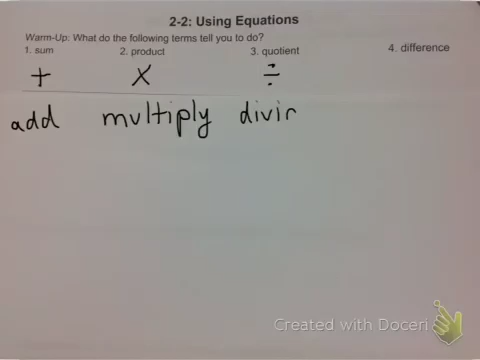 2-2: Using Equations
Warm-Up: What do the following terms tell you to do?
1. sum 2. product 3. quotient 4. difference
+ X ÷
add multiply divir
Created with Doceri